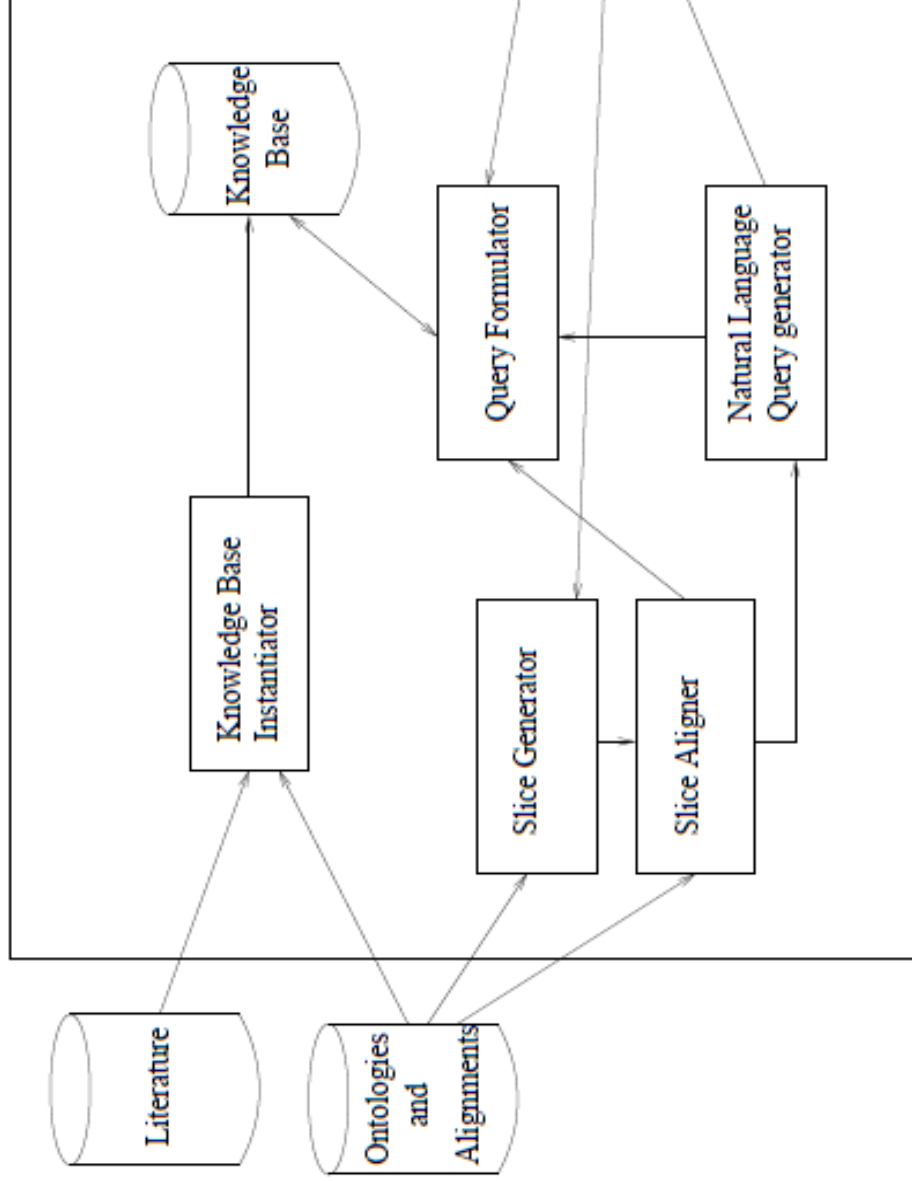 Literature
Ontologies
and
Alignments
Knowledge Base
Instantiator
Knowledge
Base
Slice Generator
Slice Aligner
Query Formulator
Natural Language
Query generator